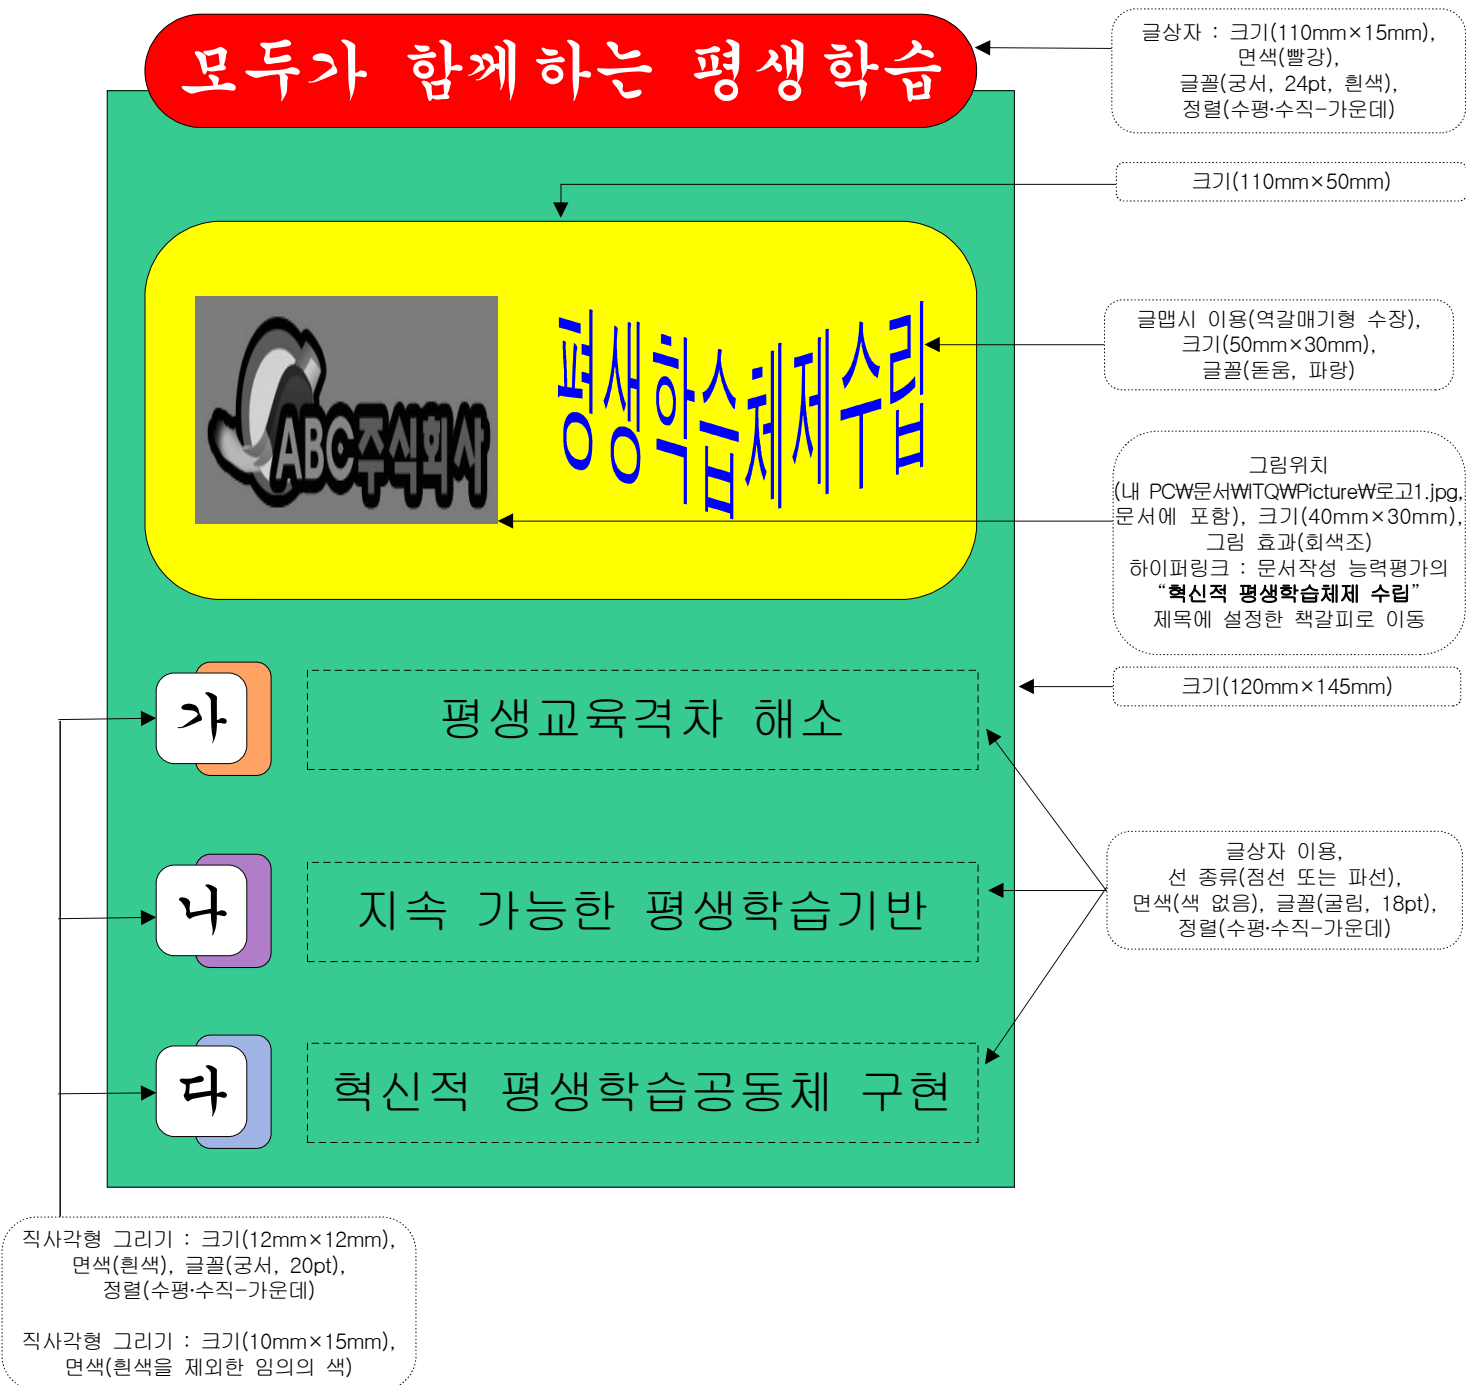 모두가 함께하는 평생학습
글상자 : 크기(110mm×15mm),
면색(빨강),
글꼴(궁서, 24pt, 흰색),
정렬(수평·수직-가운데)
크기(110mm×50mm)
ABC주식회사
평생학습체제수립
글맵시 이용(역갈매기형 수장),
크기(50mm×30mm),
글꼴(돋움, 파랑)
그림위치
(내 PC₩문서₩ITQ₩Picture₩로고1.jpg,
문서에 포함), 크기(40mm×30mm),
그림 효과(회색조)
하이퍼링크 : 문서작성 능력평가의
“혁신적 평생학습체제 수립”
제목에 설정한 책갈피로 이동
크기(120mm×145mm)
가
평생교육격차 해소
나
지속 가능한 평생학습기반
다
혁신적 평생학습공동체 구현
글상자 이용,
선 종류(점선 또는 파선),
면색(색 없음), 글꼴(굴림, 18pt),
정렬(수평·수직-가운데)
직사각형 그리기 : 크기(12mm×12mm),
면색(흰색), 글꼴(궁서, 20pt),
정렬(수평·수직-가운데)
직사각형 그리기 : 크기(10mm×15mm),
면색(흰색을 제외한 임의의 색)